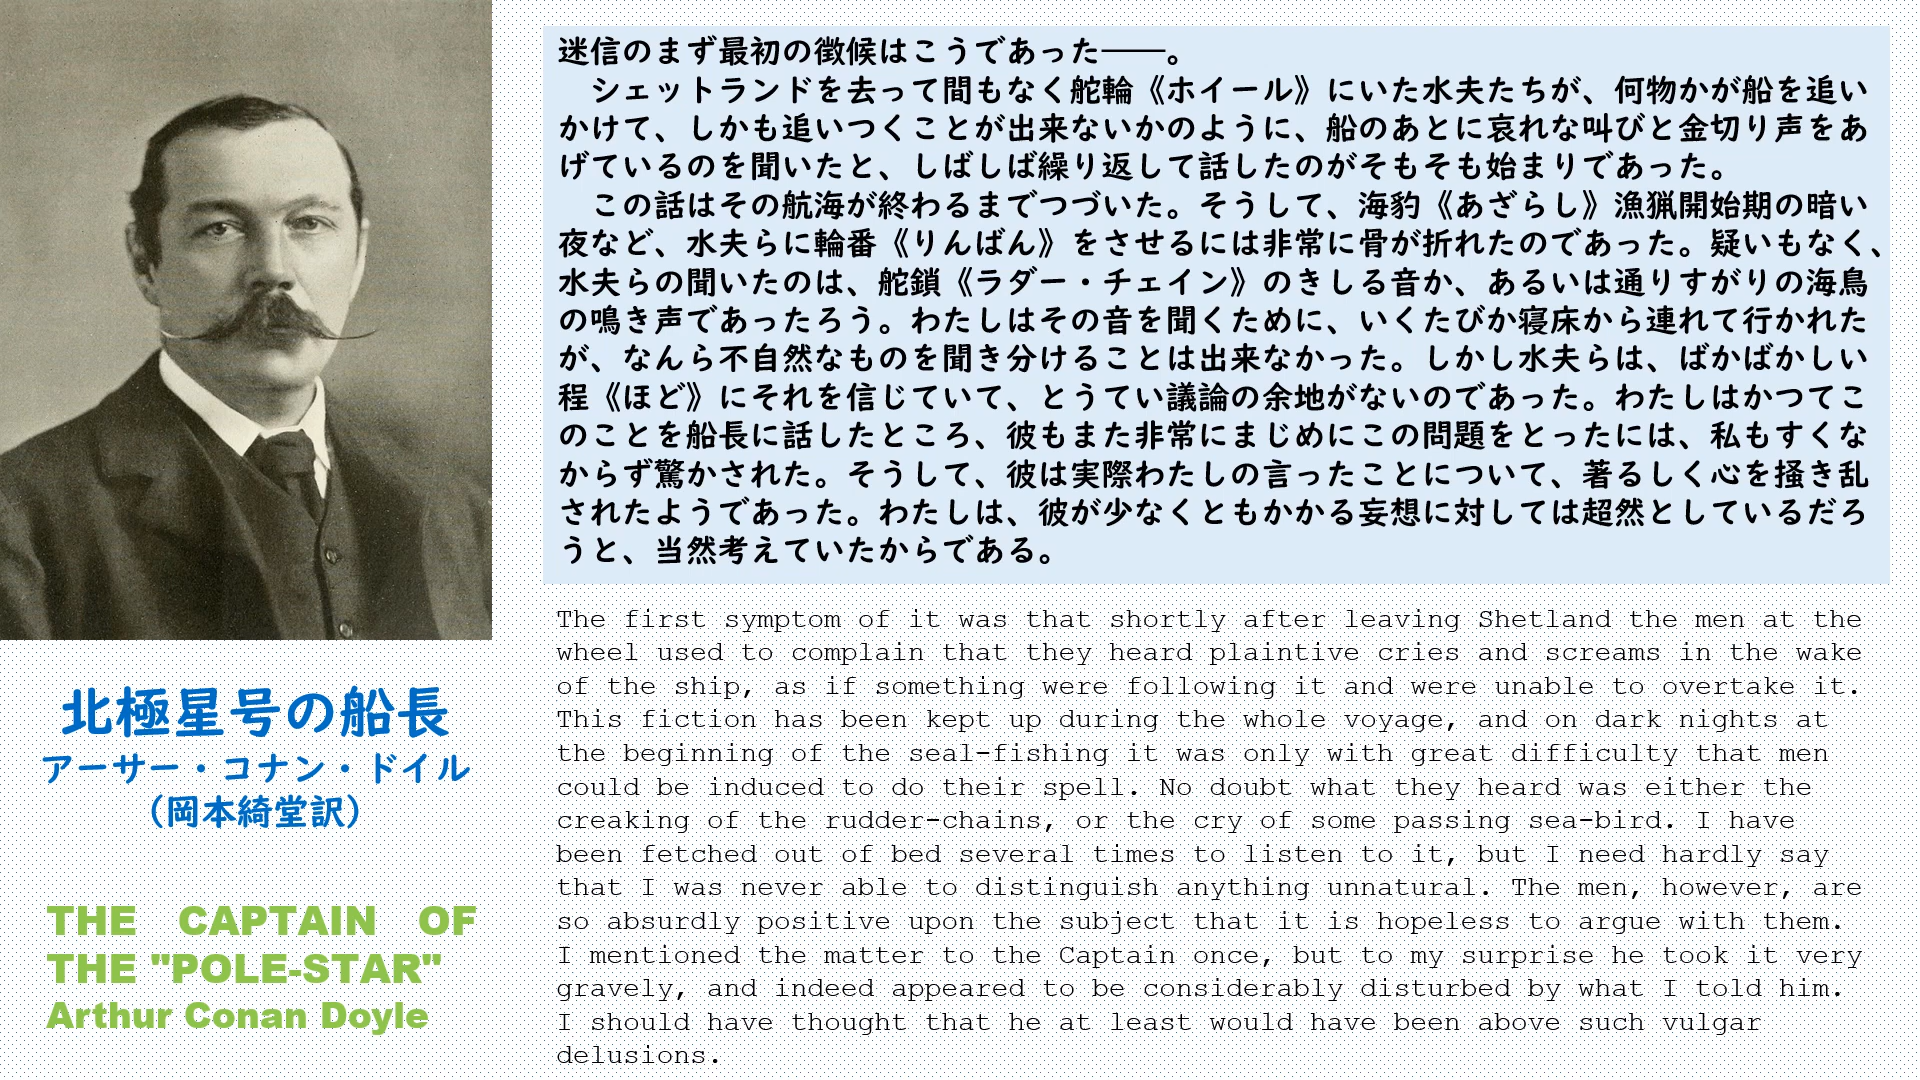 迷信のまず最初の徴候はこうであった――。
　シェットランドを去って間もなく舵輪《ホイール》にいた水夫たちが、何物かが船を追い
かけて、しかも追いつくことが出来ないかのように、船のあとに哀れな叫びと金切り声をあ
げているのを聞いたと、しばしば繰り返して話したのがそもそも始まりであった。
　この話はその航海が終わるまでつづいた。そうして、海豹《あざらし》漁猟開始期の暗い
夜など、水夫らに輪番《りんばん》をさせるには非常に骨が折れたのであった。疑いもなく、
水夫らの聞いたのは、舵鎖《ラダー・チェイン》のきしる音か、あるいは通りすがりの海鳥
の鳴き声であったろう。わたしはその音を聞くために、いくたびか寝床から連れて行かれた
が、なんら不自然なものを聞き分けることは出来なかった。しかし水夫らは、ばかばかしい
程《ほど》にそれを信じていて、とうてい議論の余地がないのであった。わたしはかつてこ
のことを船長に話したところ、彼もまた非常にまじめにこの問題をとったには、私もすくな
からず驚かされた。そうして、彼は実際わたしの言ったことについて、著るしく心を掻き乱
されたようであった。わたしは、彼が少なくともかかる妄想に対しては超然としているだろ
うと、当然考えていたからである。
The first symptom of it was that shortly after leaving Shetland the men at the
wheel used to complain that they heard plaintive cries and screams in the wake
of the ship, as if something were following it and were unable to overtake it.
This fiction has been kept up during the whole voyage, and on dark nights at
the beginning of the seal-fishing it was only with great difficulty that men
could be induced to do their spell. No doubt what they heard was either the
creaking of the rudder-chains, or the cry of some passing sea-bird. I have
been fetched out of bed several times to listen to it, but I need hardly say
that I was never able to distinguish anything unnatural. The men, however, are
so absurdly positive upon the subject that it is hopeless to argue with them.
I mentioned the matter to the Captain once, but to my surprise he took it very
gravely, and indeed appeared to be considerably disturbed by what I told him.
I should have thought that he at least would have been above such vulgar
delusions.
北極星号の船長
アーサー・コナン・ドイル
（岡本綺堂訳）
THE CAPTAIN OF
THE "POLE-STAR"
Arthur Conan Doyle